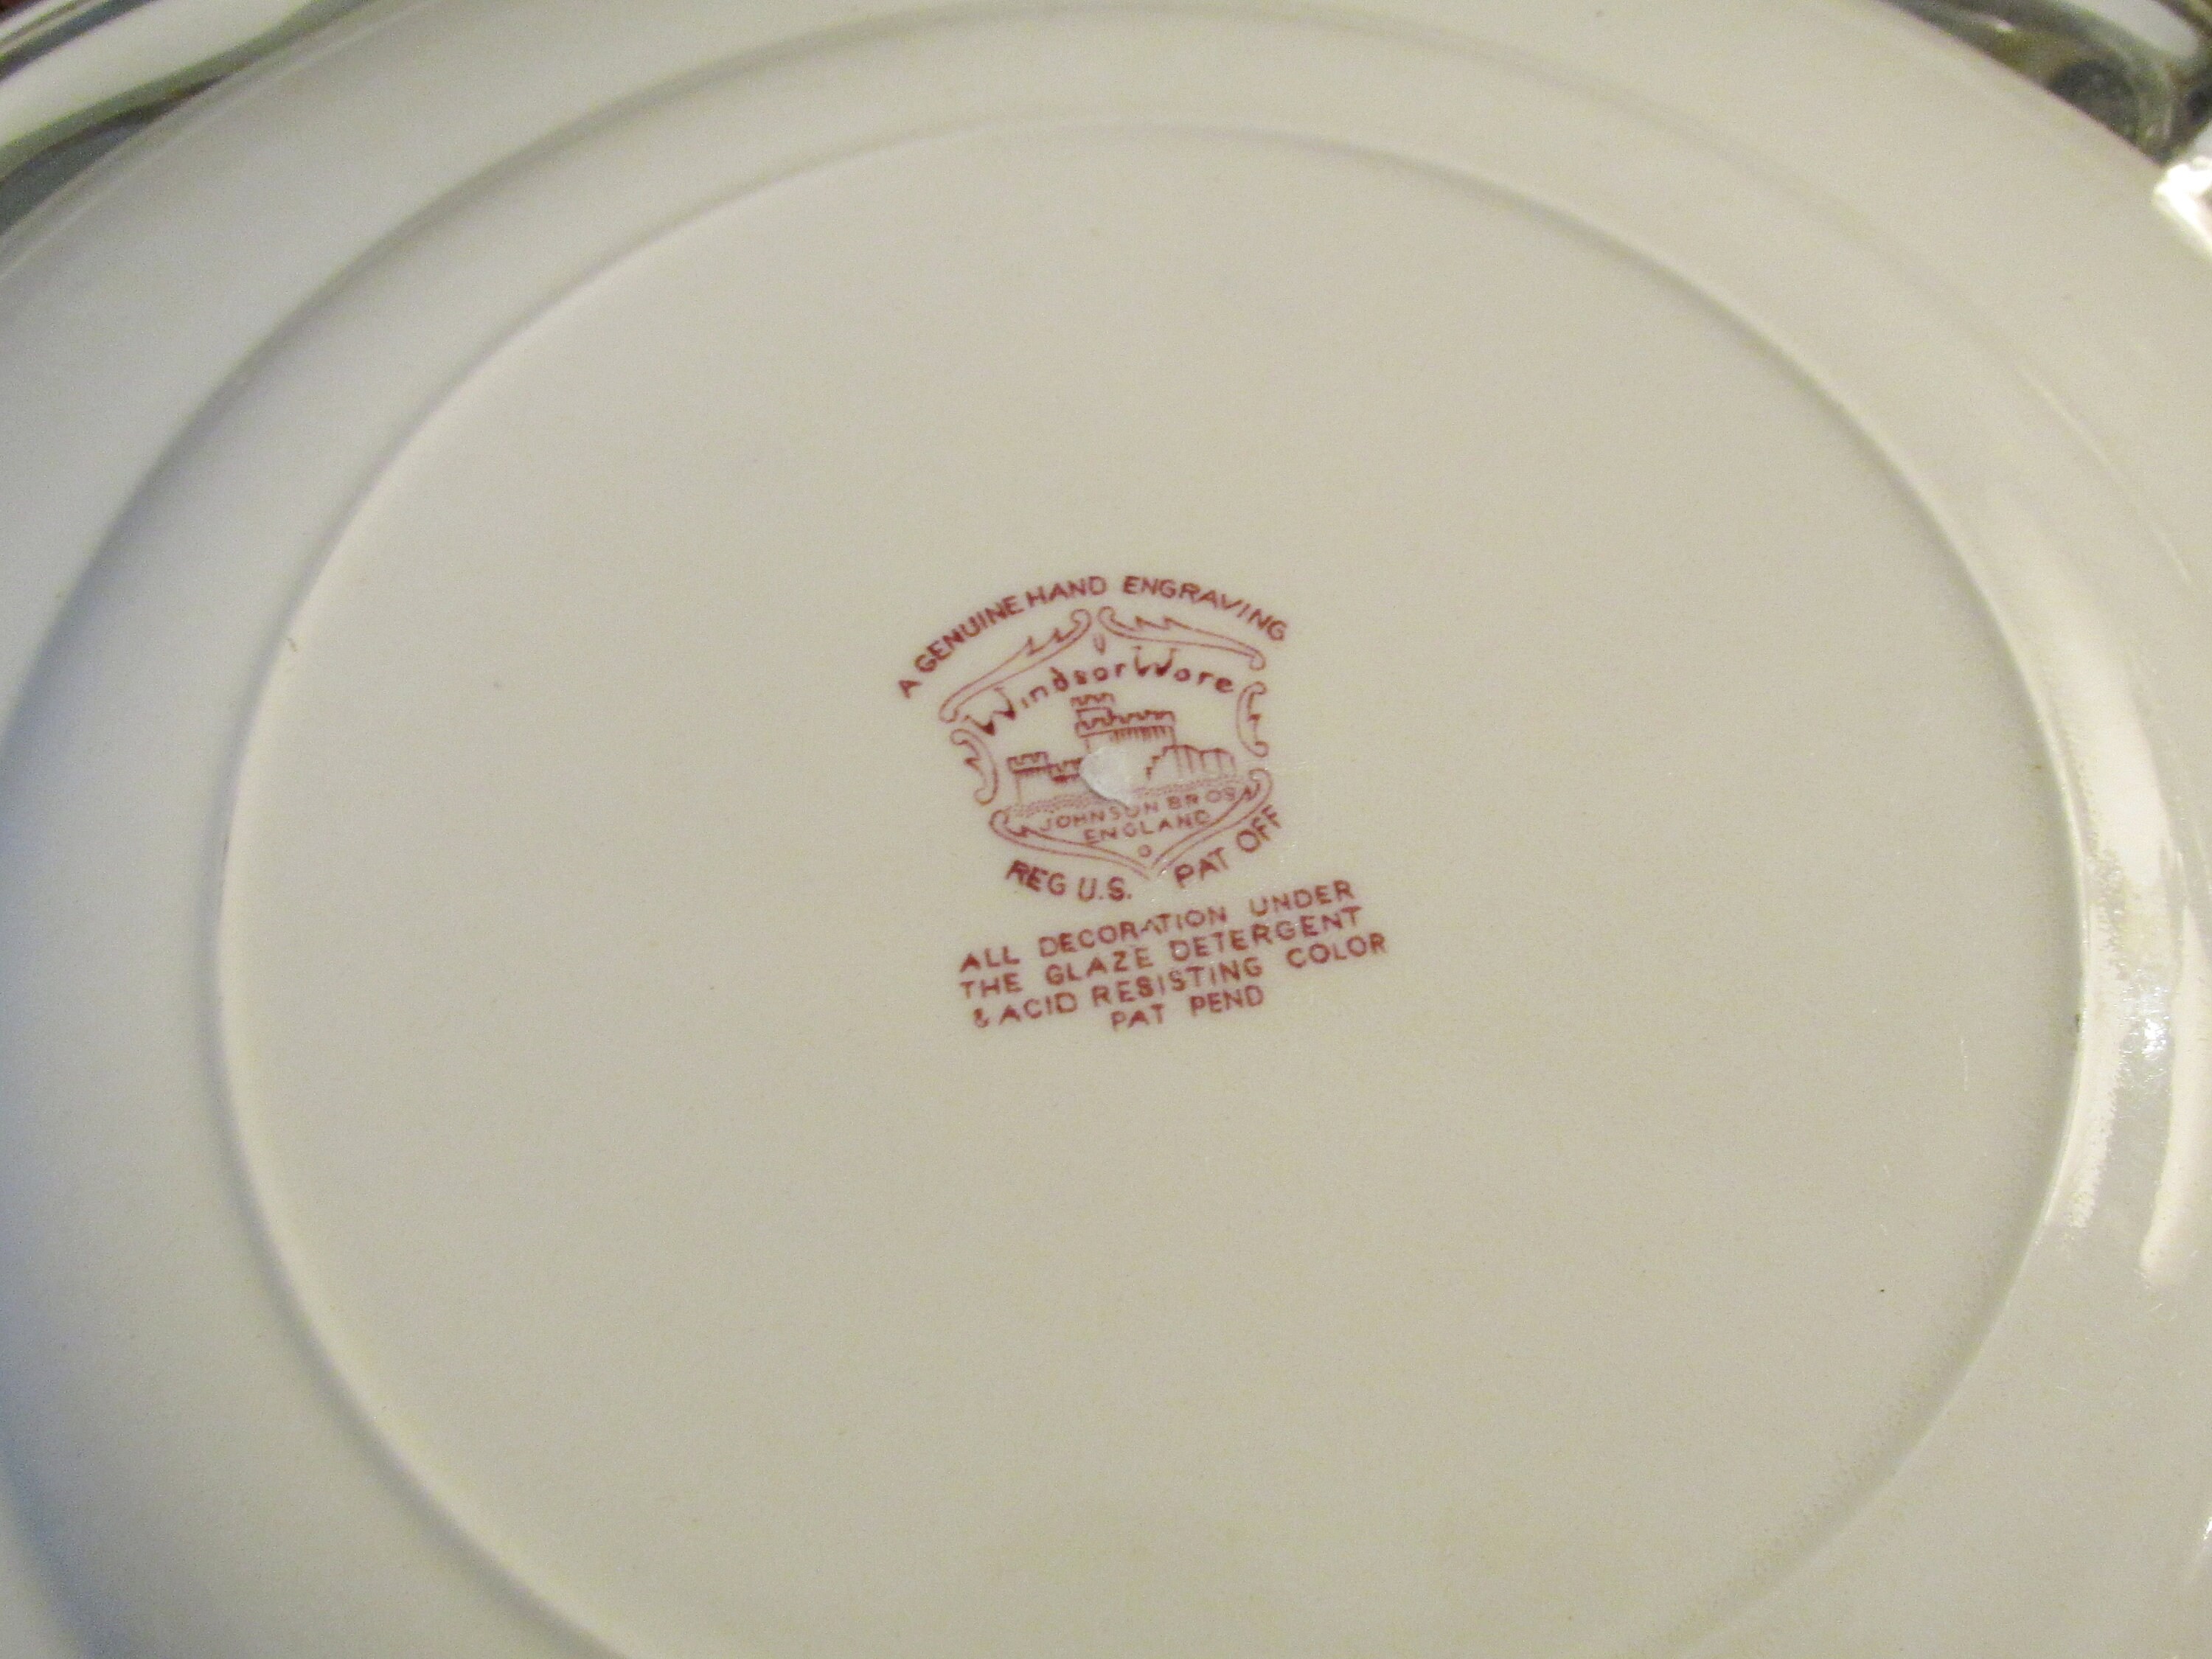 A GENUINE HAND ENGRAVING
Windsor Ware
JOHNSON BROS
ENGLAND
REG U.S. PAT OFF
ALL DECORATION UNDER
THE GLAZE DETERGENT
& ACID RESISTING COLOR
PAT PEND